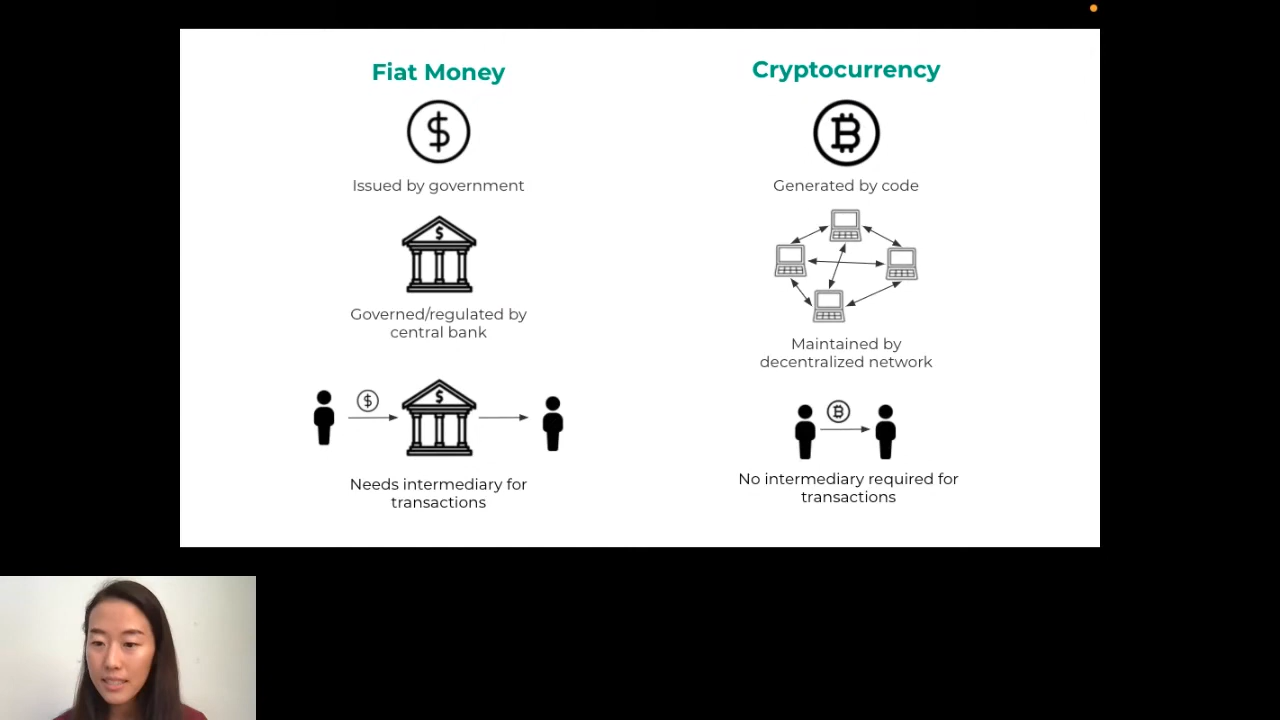 Fiat Money
Issued by government
Governed/regulated by
central bank
Needs intermediary for
transactions
Cryptocurrency
Generated by code
Maintained by
decentralized network
No intermediary required for
transactions